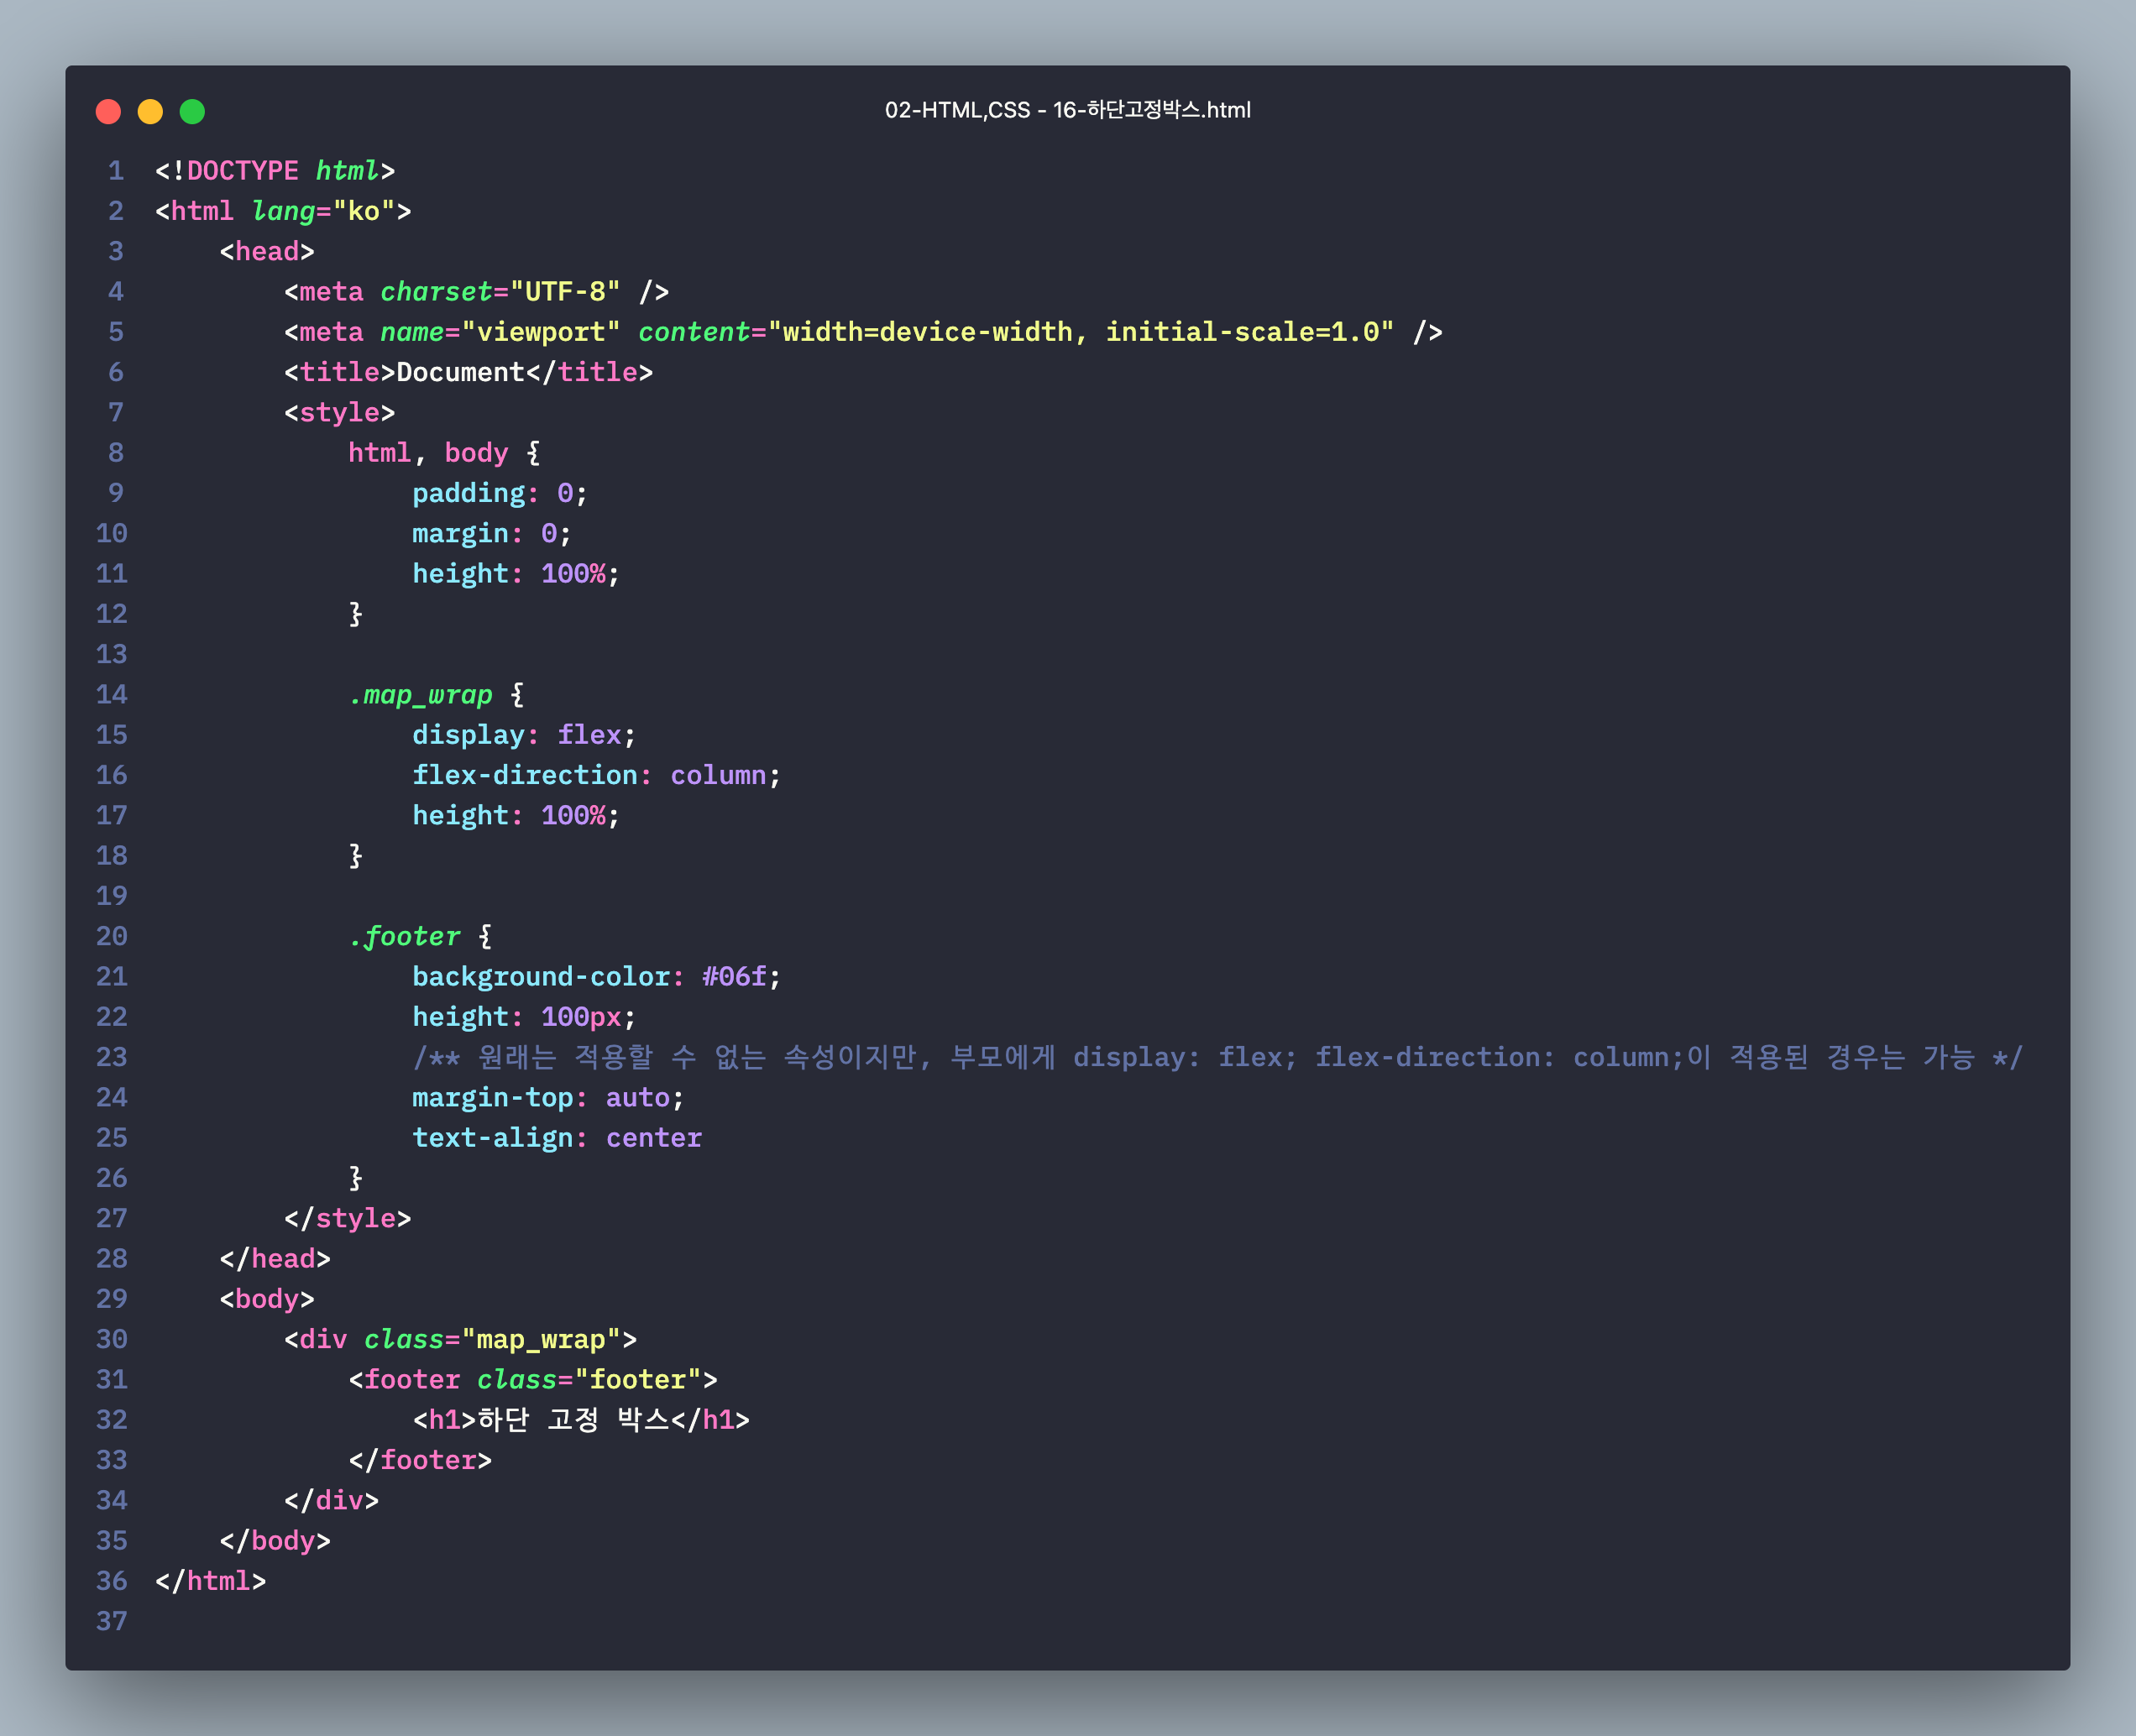 02-HTML,CSS - 16-하단고정박스.html
1 <!DOCTYPE html>
2 <html lang="ko">
3     <head>
4         <meta charset="UTF-8" />
5         <meta name="viewport" content="width=device-width, initial-scale=1.0" />
6         <title>Document</title>
7         <style>
8             html, body {
9                 padding: 0;
10                 margin: 0;
11                 height: 100%;
12             }
13
14             .map_wrap {
15                 display: flex;
16                 flex-direction: column;
17                 height: 100%;
18             }
19
20             .footer {
21                 background-color: #06f;
22                 height: 100px;
23                 /** 원래는 적용할 수 없는 속성이지만, 부모에게 display: flex; flex-direction: column;이 적용된 경우는 가능 */
24                 margin-top: auto;
25                 text-align: center
26             }
27         </style>
28     </head>
29     <body>
30         <div class="map_wrap">
31             <footer class="footer">
32                 <h1>하단 고정 박스</h1>
33             </footer>
34         </div>
35     </body>
36 </html>
37